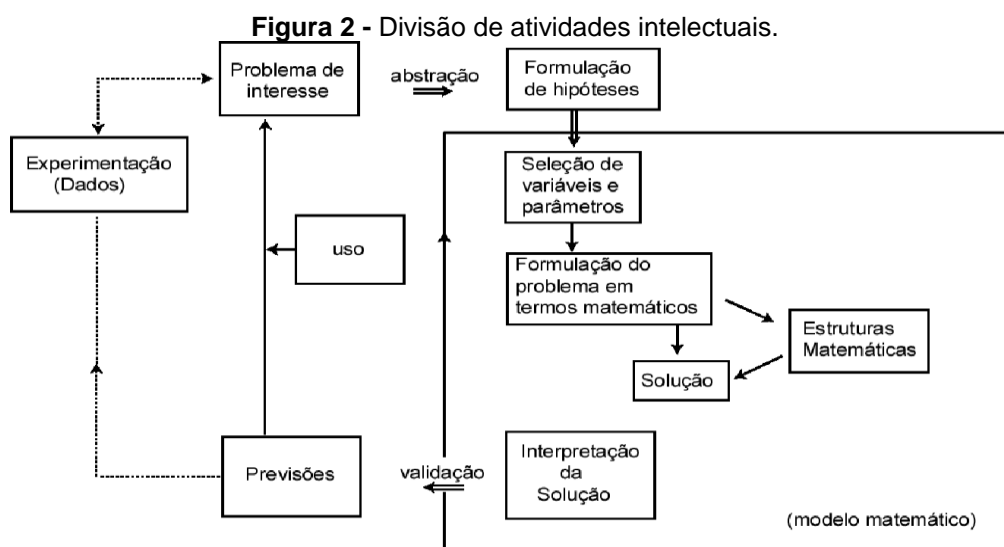 Figura 2 - Divisão de atividades intelectuais.
Problema de
interesse
abstração
Formulação
de hipóteses
Experimentação
(Dados)
Seleção de
variáveis e
parâmetros
uso
Formulação do
problema em
termos matemáticos
Estruturas
Matemáticas
Solução
Previsões
validação
Interpretação
da
Solução
(modelo matemático)